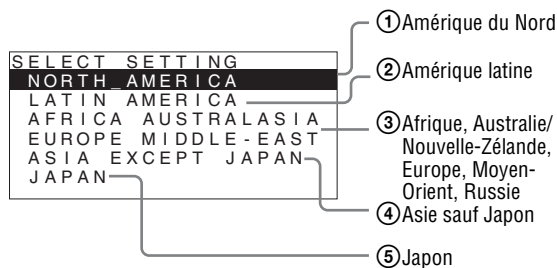 SELECT SETTING
NORTH_AMERICA
LATIN AMERICA
AFRICA AUSTRALASIA
EUROPE MIDDLE-EAST
ASIA EXCEPT JAPAN
JAPAN
①Amérique du Nord
②Amérique latine
③Afrique, Australie/
Nouvelle-Zélande,
Europe, Moyen-
Orient, Russie
④Asie sauf Japon
⑤Japon